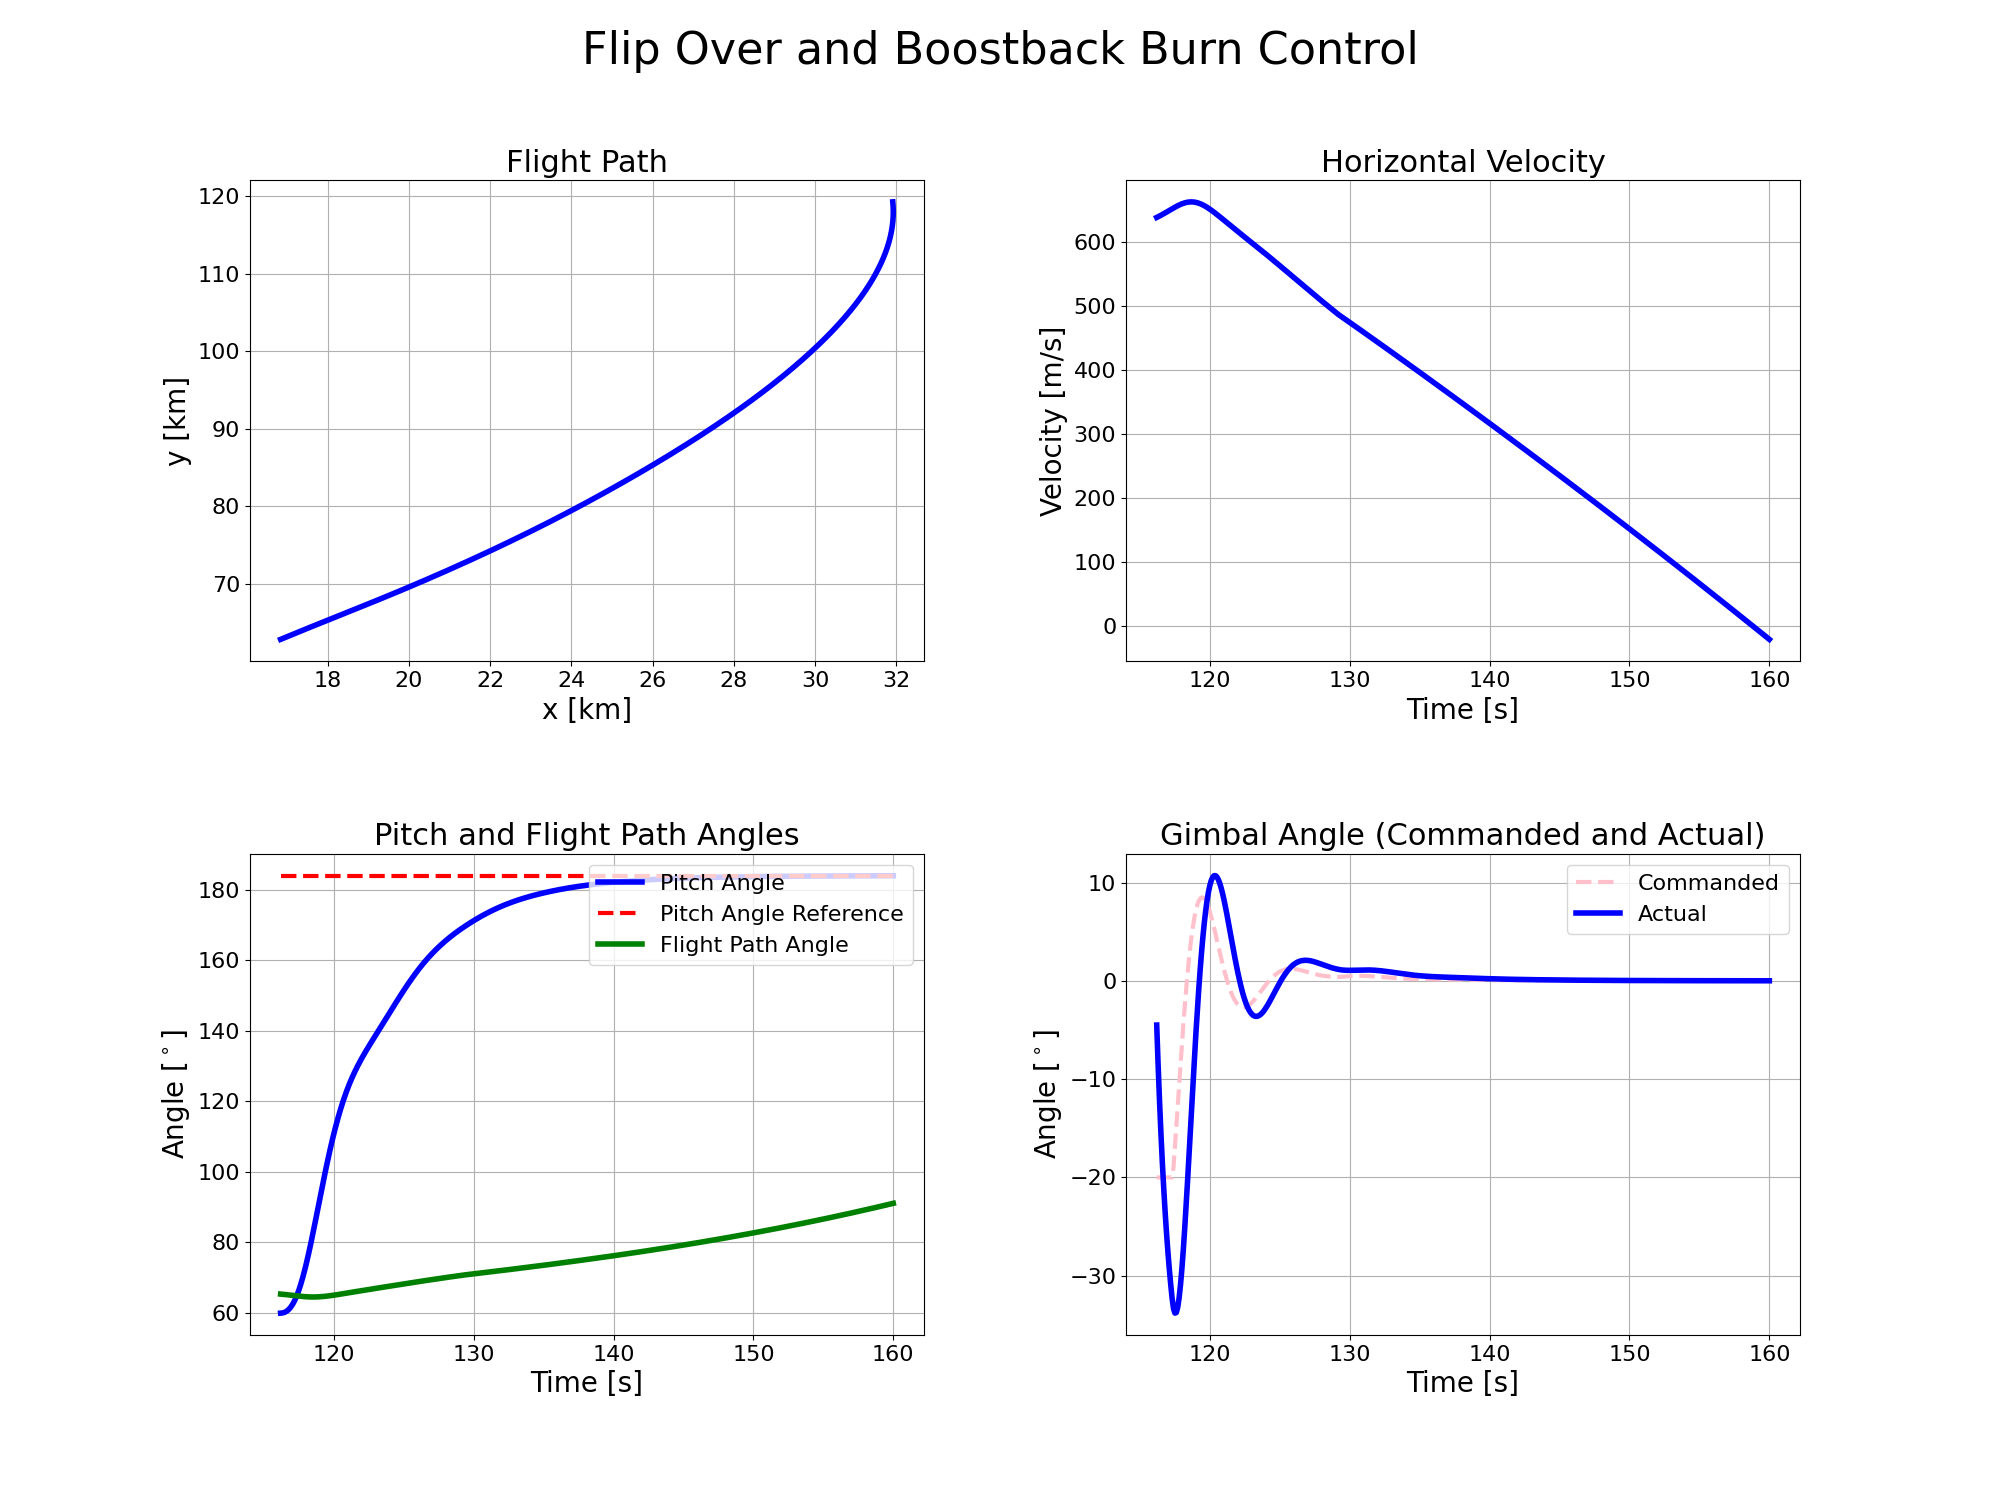 Flip Over and Boostback Burn Control
Flight Path
120
110
100
90
80
70
y [km]
18 20 22 24 26 28 30 32
x [km]
Horizontal Velocity
600
500
400
300
200
100
0
Velocity [m/s]
120 130 140 150 160
Time [s]
Pitch and Flight Path Angles
180
160
140
120
100
80
60
Angle [°]
Pitch Angle
Pitch Angle Reference
Flight Path Angle
120 130 140 150 160
Time [s]
Gimbal Angle (Commanded and Actual)
10
0
−10
−20
−30
Angle [°]
Commanded
Actual
120 130 140 150 160
Time [s]